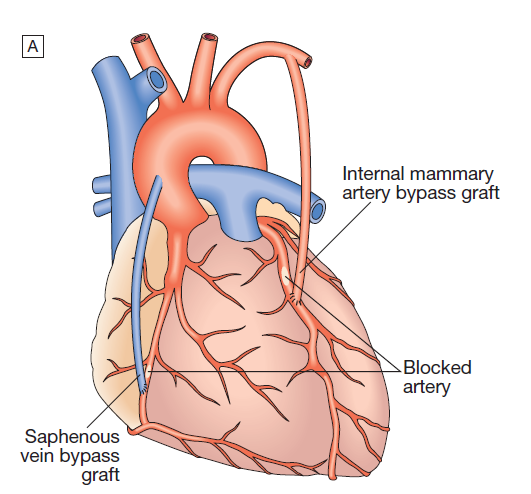 A
Internal mammary
artery bypass graft
Blocked
artery
Saphenous
vein bypass
graft